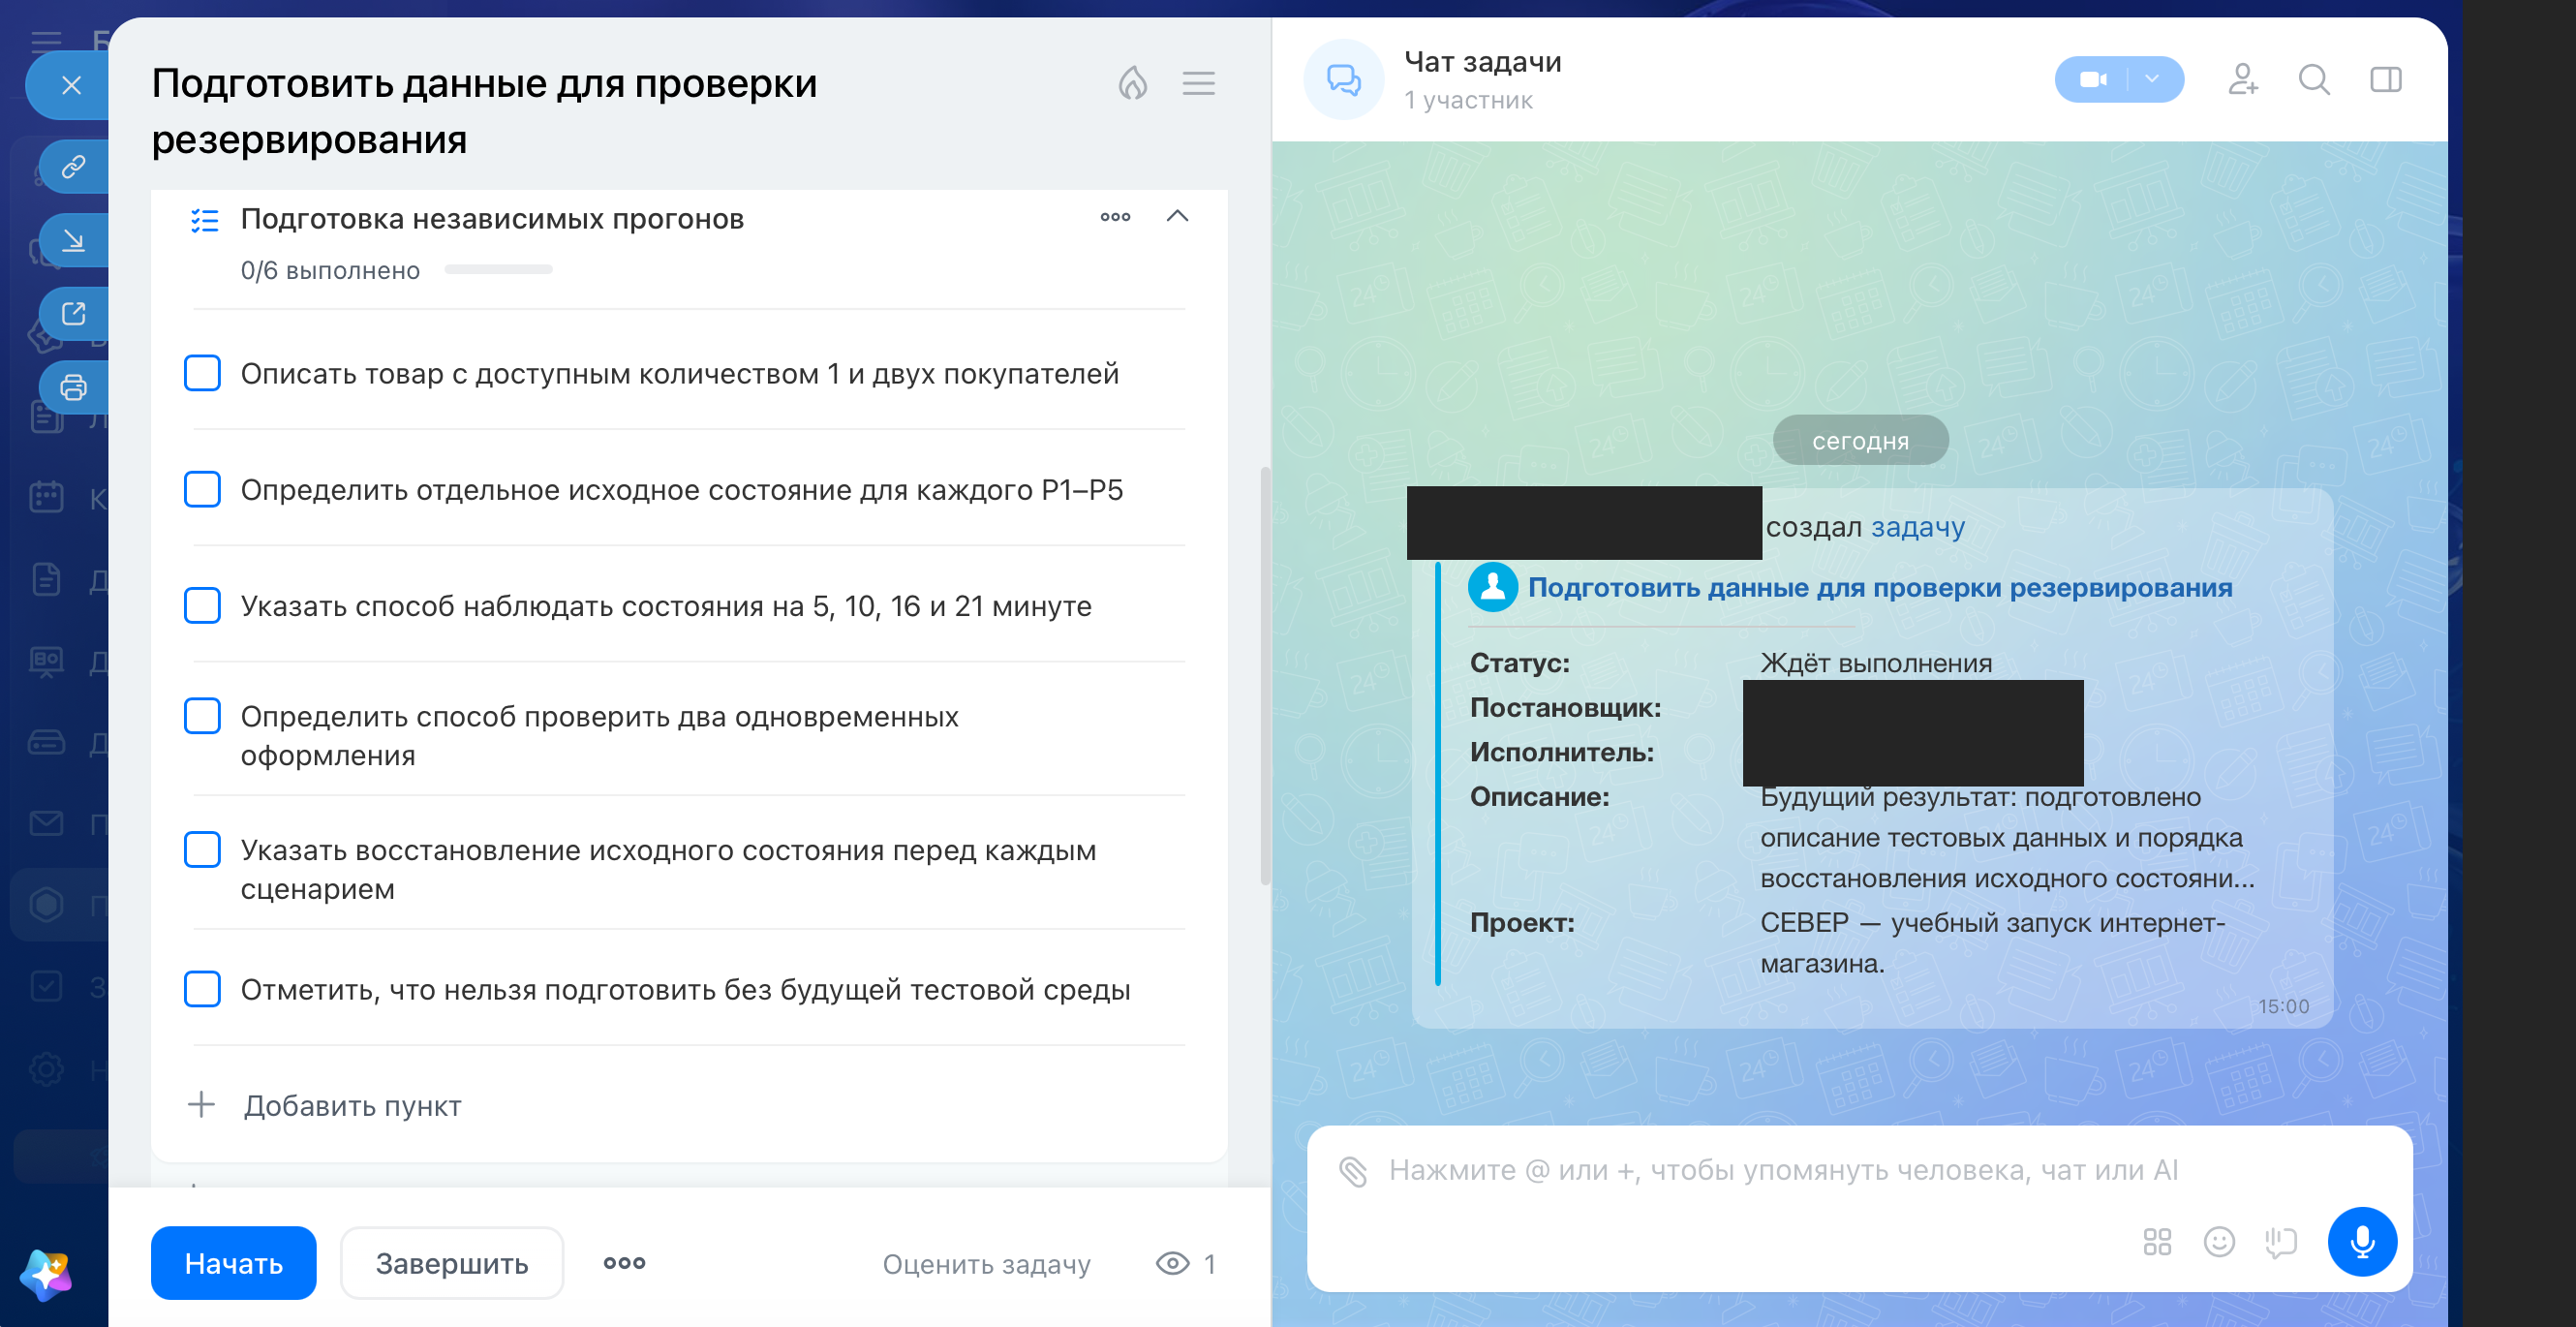 Подготовить данные для проверки
резервирования
Подготовка независимых прогонов
0/6 выполнено
Описать товар с доступным количеством 1 и двух покупателей
Определить отдельное исходное состояние для каждого P1–P5
Указать способ наблюдать состояния на 5, 10, 16 и 21 минуте
Определить способ проверить два одновременных
оформления
Указать восстановление исходного состояния перед каждым
сценарием
Отметить, что нельзя подготовить без будущей тестовой среды
Добавить пункт
Начать
Завершить
Оценить задачу
1
Чат задачи
1 участник
сегодня
создал задачу
Подготовить данные для проверки резервирования
Статус: Ждёт выполнения
Постановщик:
Исполнитель:
Описание: Будущий результат: подготовлено
описание тестовых данных и порядка
восстановления исходного состояни...
Проект: СЕВЕР — учебный запуск интернет-
магазина.
15:00
Нажмите @ или +, чтобы упомянуть человека, чат или AI